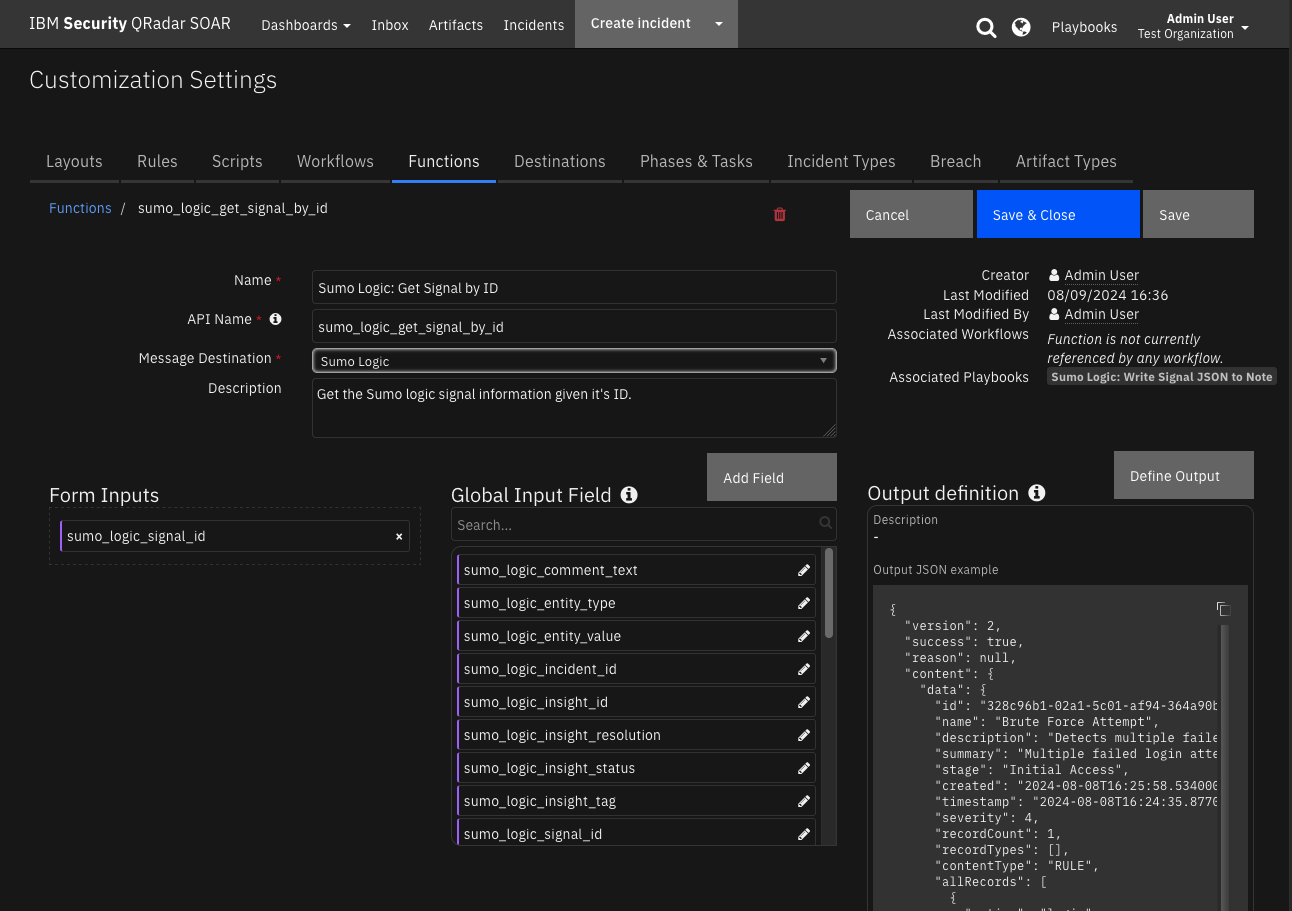 IBM Security QRadar SOAR Dashboards Inbox Artifacts Incidents Create incident Playbooks Admin User
Test Organization
Customization Settings
Layouts Rules Scripts Workflows Functions Destinations Phases & Tasks Incident Types Breach Artifact Types
Functions / sumo_logic_get_signal_by_id
Cancel Save & Close Save
Name * Sumo Logic: Get Signal by ID
API Name * sumo_logic_get_signal_by_id
Message Destination * Sumo Logic
Description Get the Sumo logic signal information given it's ID.
Creator Admin User
Last Modified 08/09/2024 16:36
Last Modified By Admin User
Associated Workflows Function is not currently
referenced by any workflow.
Associated Playbooks Sumo Logic: Write Signal JSON to Note
Form Inputs
sumo_logic_signal_id ×
Global Input Field
Add Field
Search...
sumo_logic_comment_text
sumo_logic_entity_type
sumo_logic_entity_value
sumo_logic_incident_id
sumo_logic_insight_id
sumo_logic_insight_resolution
sumo_logic_insight_status
sumo_logic_insight_tag
sumo_logic_signal_id
Output definition
Define Output
Description
-
Output JSON example
{
"version": 2,
"success": true,
"reason": null,
"content": {
"data": {
"id": "328c96b1-02a1-5c01-af94-364a90b
"name": "Brute Force Attempt",
"description": "Detects multiple faile
"summary": "Multiple failed login atte
"stage": "Initial Access",
"created": "2024-08-08T16:25:58.534000
"timestamp": "2024-08-08T16:24:35.8770
"severity": 4,
"recordCount": 1,
"recordTypes": [],
"contentType": "RULE",
"allRecords": [
{